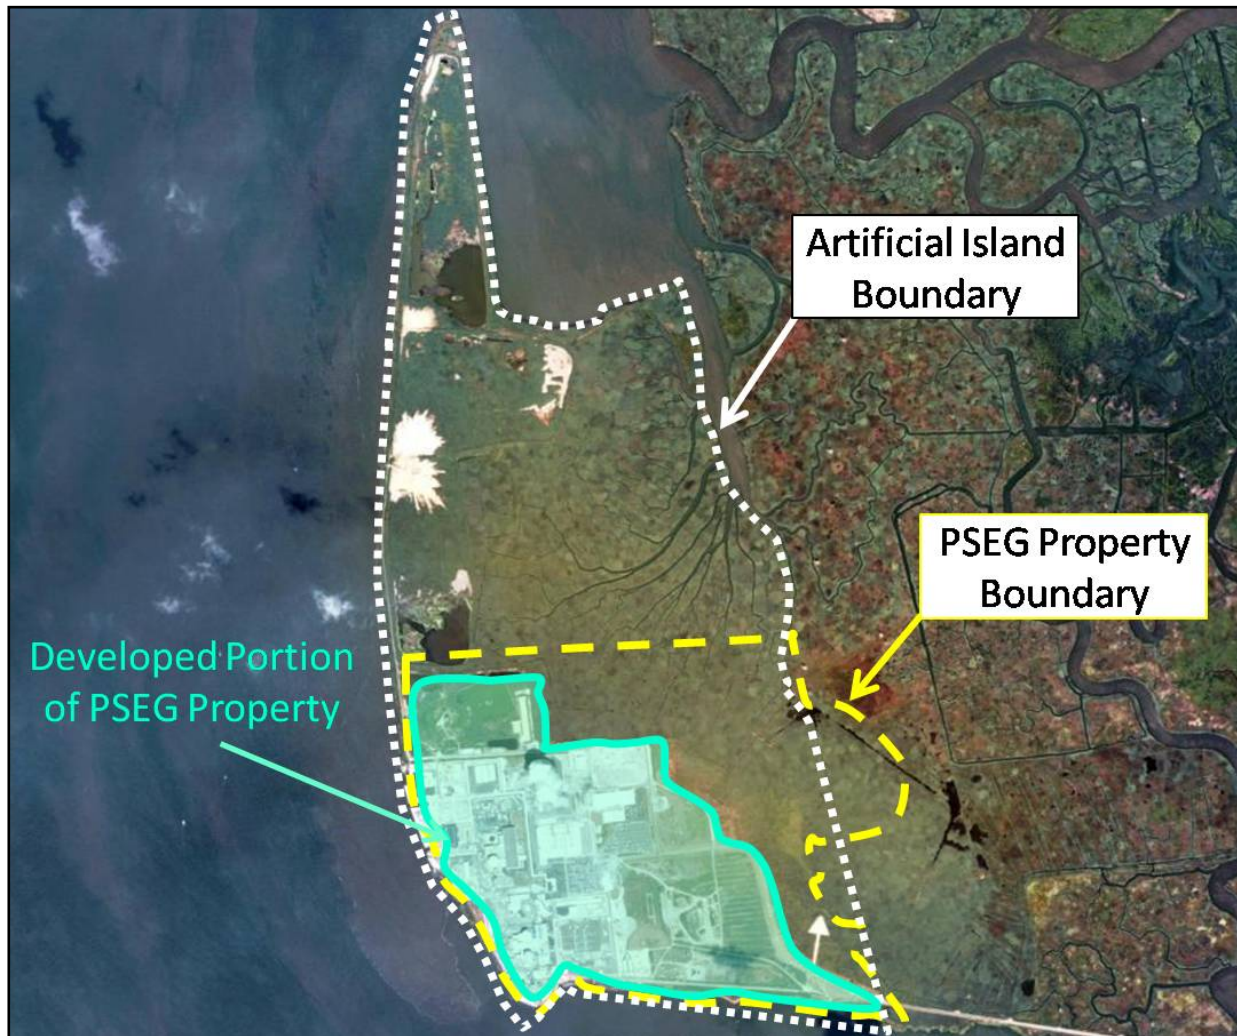 Artificial Island
Boundary
PSEG Property
Boundary
Developed Portion
of PSEG Property